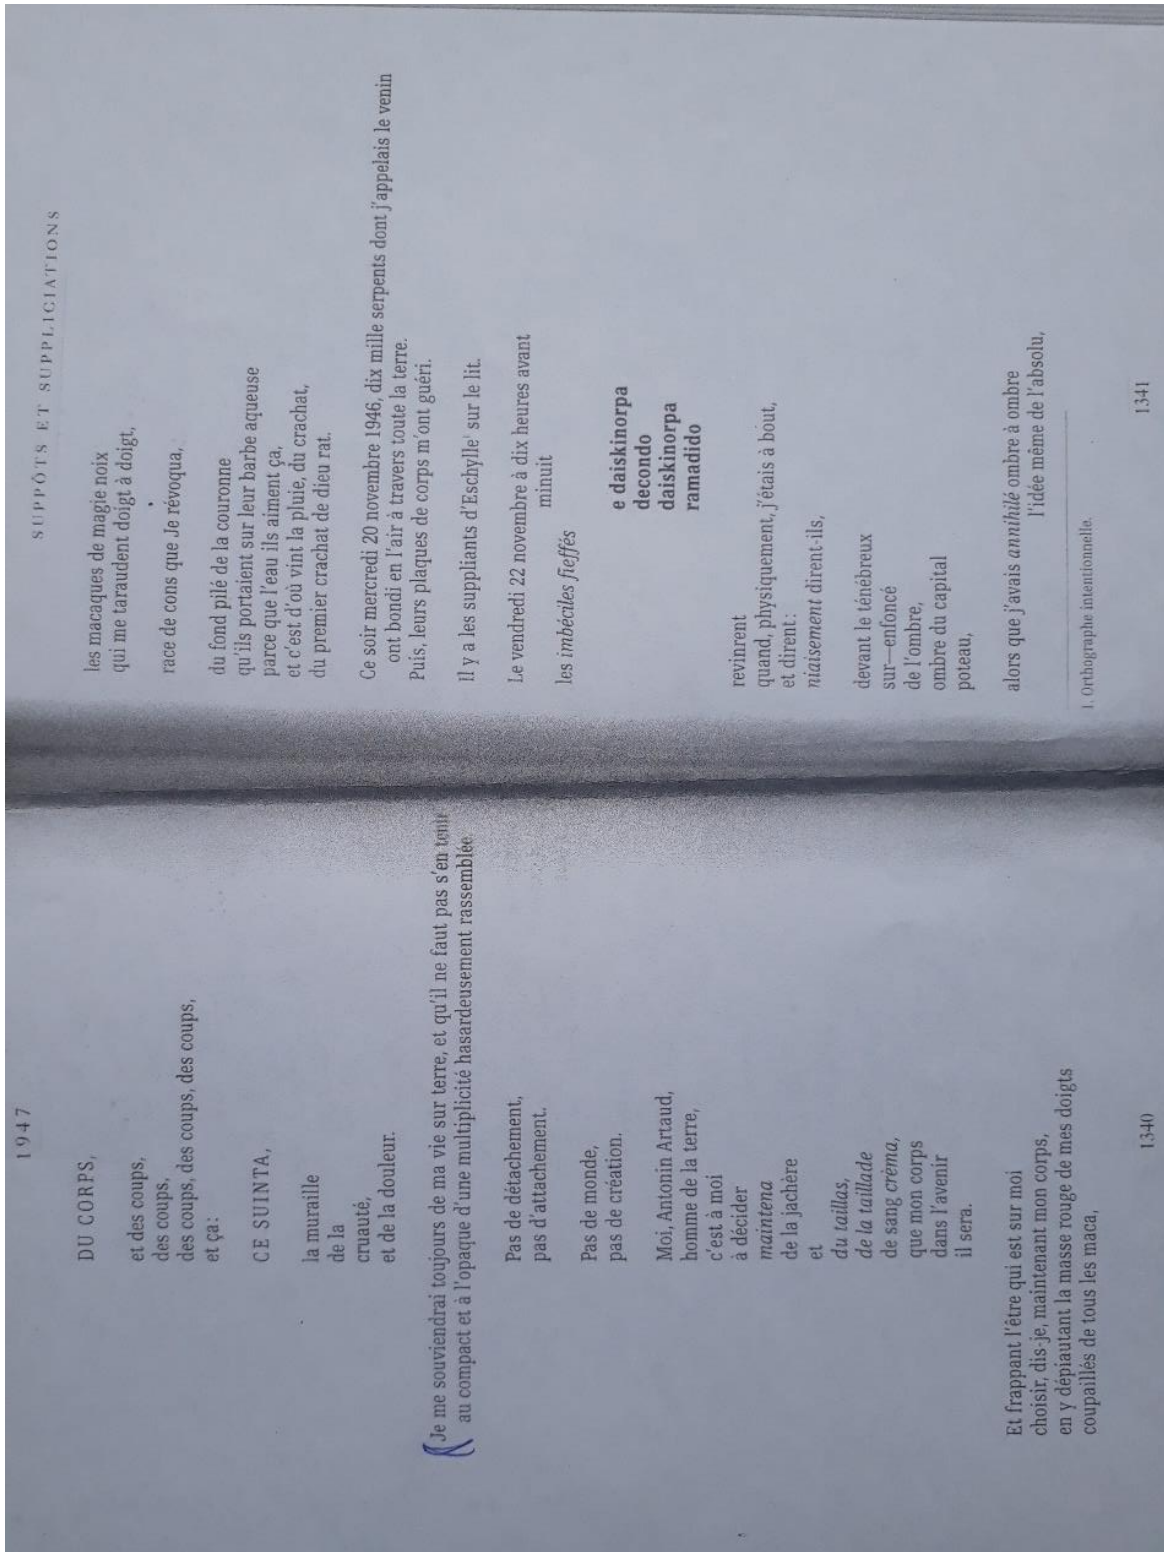 1947
DU CORPS,
et des coups,
des coups,
des coups, des coups, des coups, des coups,
et ça:
CE SUINTA,
la muraille
de la
cruauté,
et de la douleur.
Je me souviendrai toujours de ma vie sur terre, et qu'il ne faut pas s'en tenir
au compact et à l'opaque d'une multiplicité hasardeusement rassemblée
Pas de détachement,
pas d'attachement.
Pas de monde,
pas de création.
Moi, Antonin Artaud,
homme de la terre,
c'est à moi
à décider
maintena
de la jachère
et
du taillas,
de la taillade
de sang crèma,
que mon corps
dans l'avenir
il sera.
Et frappant l'être qui est sur moi
choisir, dis-je, maintenant mon corps,
en y dépiautant la masse rouge de mes doigts
coupaillés de tous les maca,
1340
SUPPÔTS ET SUPPLICIATIONS
les macaques de magie noix
qui me taraudent doigt à doigt,
race de cons que Je révoqua,
du fond pilé de la couronne
qu'ils portaient sur leur barbe aqueuse
parce que l'eau ils aiment ça,
et c'est d'où vint la pluie, du crachat,
du premier crachat de dieu rat.
Ce soir mercredi 20 novembre 1946, dix mille serpents dont j'appelais le venin
ont bondi en l'air à travers toute la terre.
Puis, leurs plaques de corps m'ont guéri.
Il y a les suppliants d'Eschylle¹ sur le lit.
Le vendredi 22 novembre à dix heures avant
minuit
les imbéciles fieffés
e daiskinorpa
decondo
daiskinorpa
ramadido
revinrent
quand, physiquement, j'étais à bout,
et dirent:
niaisement dirent-ils,
devant le ténébreux
sur—enfoncé
de l'ombre,
ombre du capital
poteau,
alors que j'avais annihilé ombre à ombre
l'idée même de l'absolu,
1. Orthographe intentionnelle.
1341